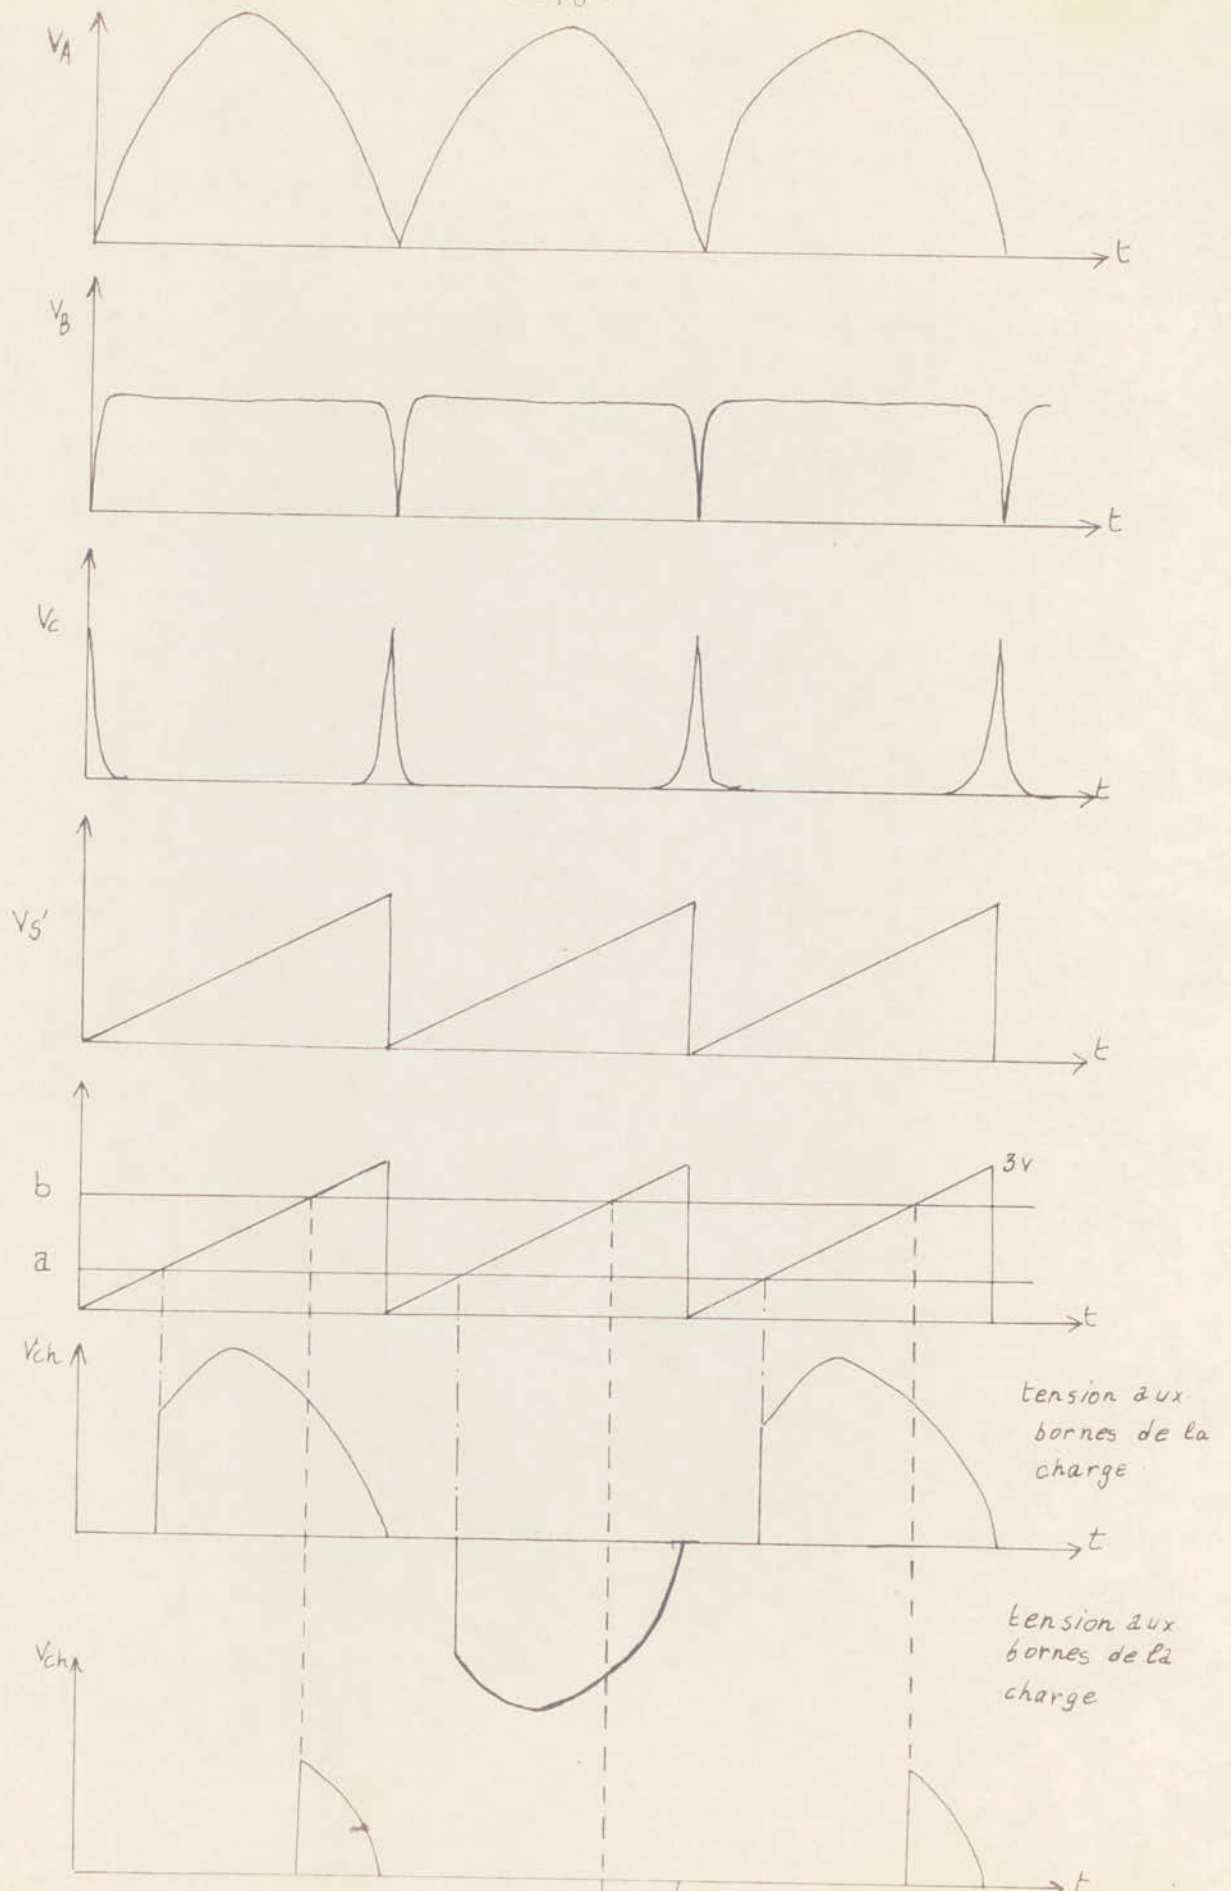 VA
t
VB
t
Vc
t
Vs'
t
b
3v
a
t
Vch
tension aux
bornes de la
charge
t
tension aux
bornes de la
charge
Vch
t